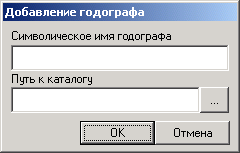 Добавление годографа
Символическое имя годографа
Путь к каталогу
...
OK
Отмена